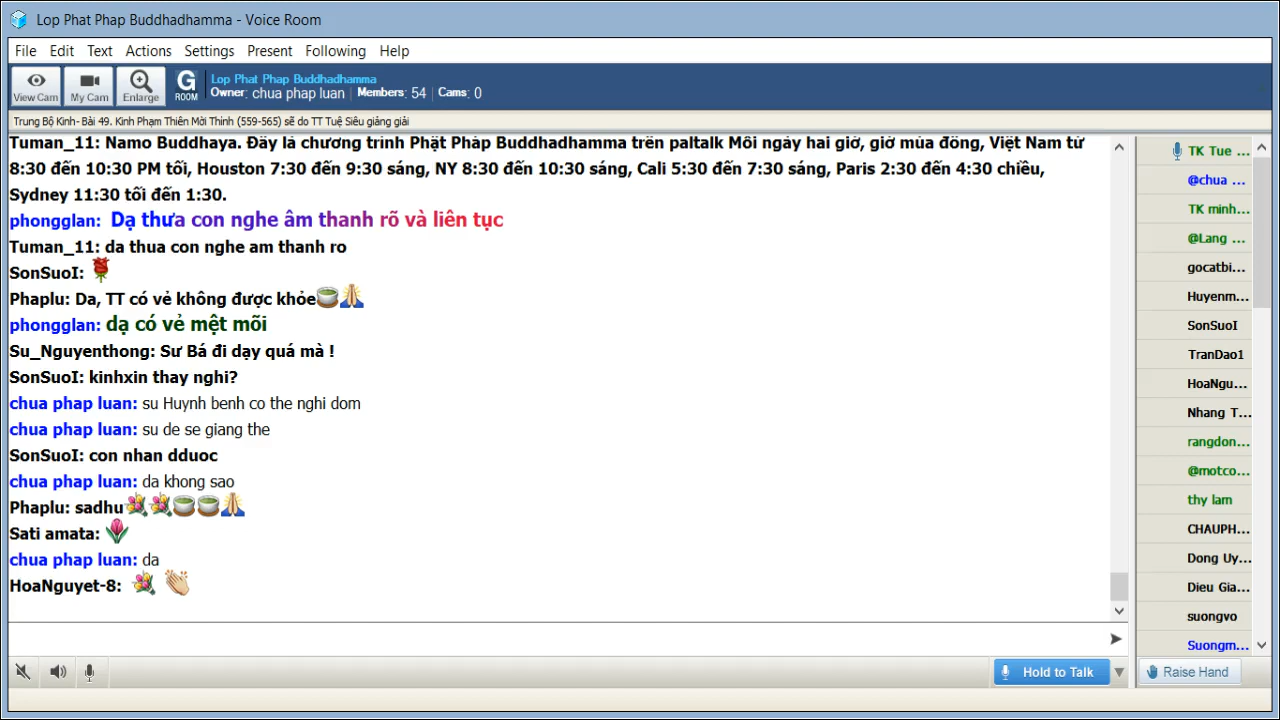 Lop Phat Phap Buddhadhamma - Voice Room
File Edit Text Actions Settings Present Following Help
View Cam My Cam Enlarge G ROOM
Lop Phat Phap Buddhadhamma
Owner: chua phap luan Members: 54 Cams: 0
Trung Bộ Kinh- Bài 49. Kinh Phạm Thiên Mời Thỉnh (559-565) sẽ do TT Tuệ Siêu giảng giải
Tuman_11: Namo Buddhaya. Đây là chương trình Phật Pháp Buddhadhamma trên paltalk Mỗi ngày hai giờ, giờ mùa đông, Việt Nam từ
8:30 đến 10:30 PM tối, Houston 7:30 đến 9:30 sáng, NY 8:30 đến 10:30 sáng, Cali 5:30 đến 7:30 sáng, Paris 2:30 đến 4:30 chiều,
Sydney 11:30 tối đến 1:30.
phongglan: Dạ thưa con nghe âm thanh rõ và liên tục
Tuman_11: da thua con nghe am thanh ro
SonSuoI:
Phaplu: Da, TT có vẻ không được khỏe
phongglan: dạ có vẻ mệt mõi
Su_Nguyenthong: Sư Bá đi dạy quá mà !
SonSuoI: kinhxin thay nghi?
chua phap luan: su Huynh benh co the nghi dom
chua phap luan: su de se giang the
SonSuoI: con nhan dduoc
chua phap luan: da khong sao
Phaplu: sadhu
Sati amata:
chua phap luan: da
HoaNguyet-8:
TK Tue ...
@chua ...
TK minh...
@Lang ...
gocatbi...
Huyenm...
SonSuoI
TranDao1
HoaNgu...
Nhang T...
rangdon...
@motco...
thy lam
CHAUPH...
Dong Uy...
Dieu Gia...
suongvo
Suongm...
Hold to Talk
Raise Hand